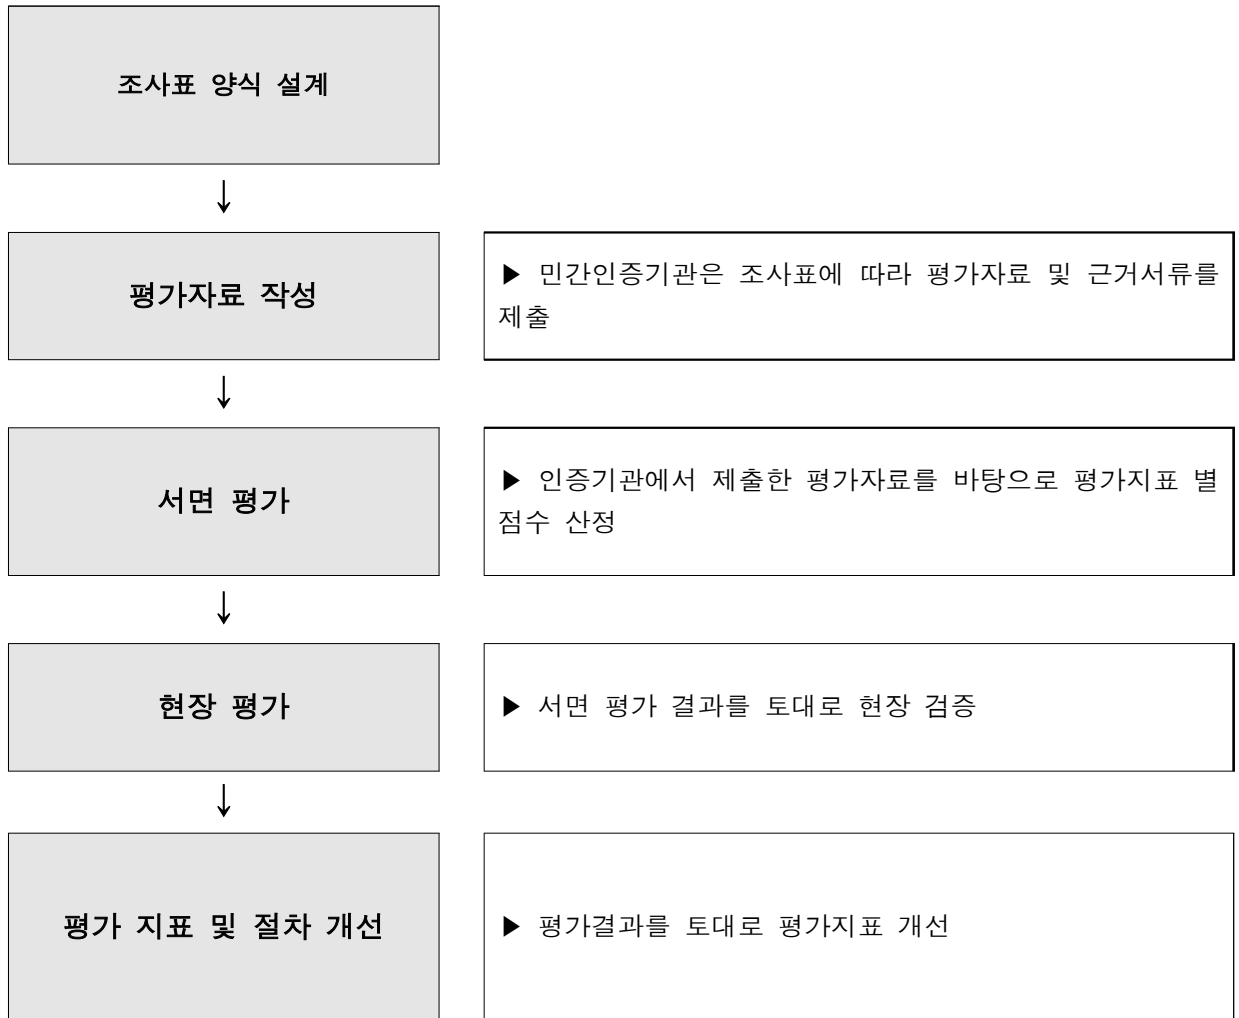 조사표 양식 설계
↓
평가자료 작성
▶ 민간인증기관은 조사표에 따라 평가자료 및 근거서류를
제출
↓
서면 평가
▶ 인증기관에서 제출한 평가자료를 바탕으로 평가지표 별
점수 산정
↓
현장 평가
▶ 서면 평가 결과를 토대로 현장 검증
↓
평가 지표 및 절차 개선
▶ 평가결과를 토대로 평가지표 개선